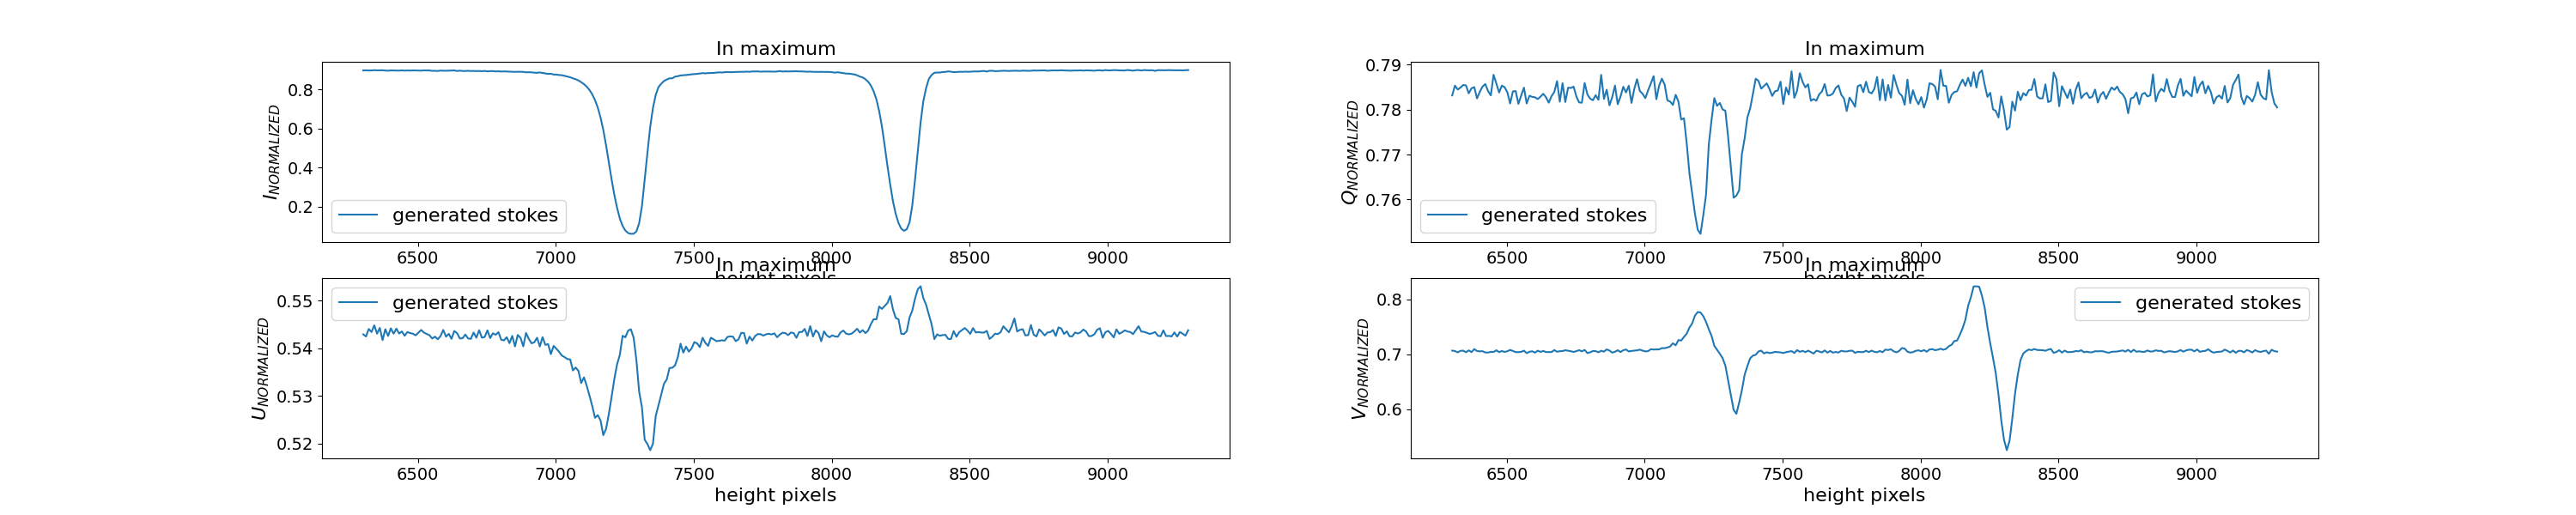 In maximum
I_NORMALIZED
0.8
0.6
0.4
0.2
generated stokes
6500 7000 7500 8000 8500 9000
height pixels
In maximum
Q_NORMALIZED
0.79
0.78
0.77
0.76
generated stokes
6500 7000 7500 8000 8500 9000
height pixels
In maximum
U_NORMALIZED
0.55
0.54
0.53
0.52
generated stokes
6500 7000 7500 8000 8500 9000
height pixels
In maximum
V_NORMALIZED
0.8
0.7
0.6
generated stokes
6500 7000 7500 8000 8500 9000
height pixels